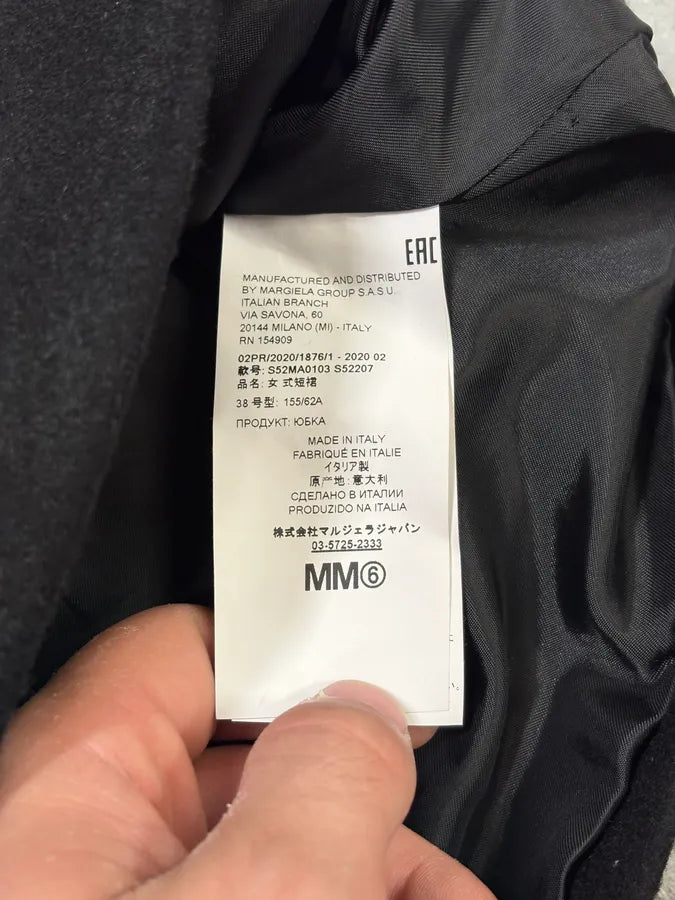 EAC
MANUFACTURED AND DISTRIBUTED
BY MARGIELA GROUP S.A.S.U.
ITALIAN BRANCH
VIA SAVONA, 60
20144 MILANO (MI) - ITALY
RN 154909
02PR/2020/1876/1 - 2020 02
款号: S52MA0103 S52207
品名: 女 式短裙
38 号型: 155/62A
ПРОДУКТ: ЮБКА
MADE IN ITALY
FABRIQUÉ EN ITALIE
イタリア製
原产地: 意大利
СДЕЛАНО В ИТАЛИИ
PRODUZIDO NA ITALIA
株式会社マルジェラジャパン
03-5725-2333
MM⑥